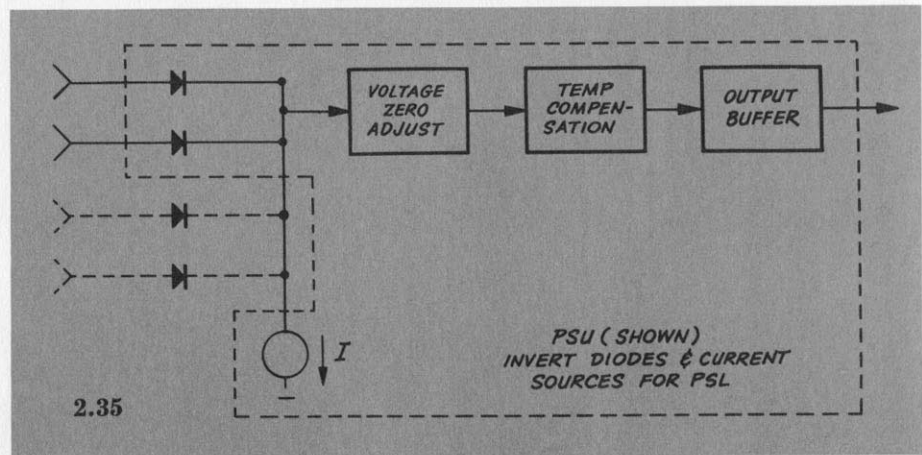 VOLTAGE
ZERO
ADJUST
TEMP
COMPEN-
SATION
OUTPUT
BUFFER
I
PSU (SHOWN)
INVERT DIODES & CURRENT
SOURCES FOR PSL
2.35